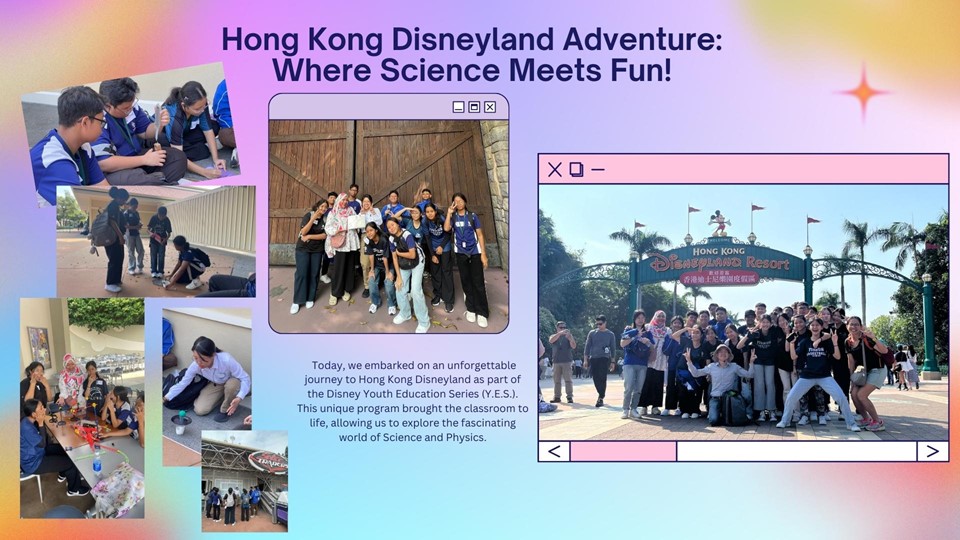 Hong Kong Disneyland Adventure:
Where Science Meets Fun!
Today, we embarked on an unforgettable
journey to Hong Kong Disneyland as part of
the Disney Youth Education Series (Y.E.S.).
This unique program brought the classroom to
life, allowing us to explore the fascinating
world of Science and Physics.
HONG KONG
Disneyland Resort
香港迪士尼樂園度假區